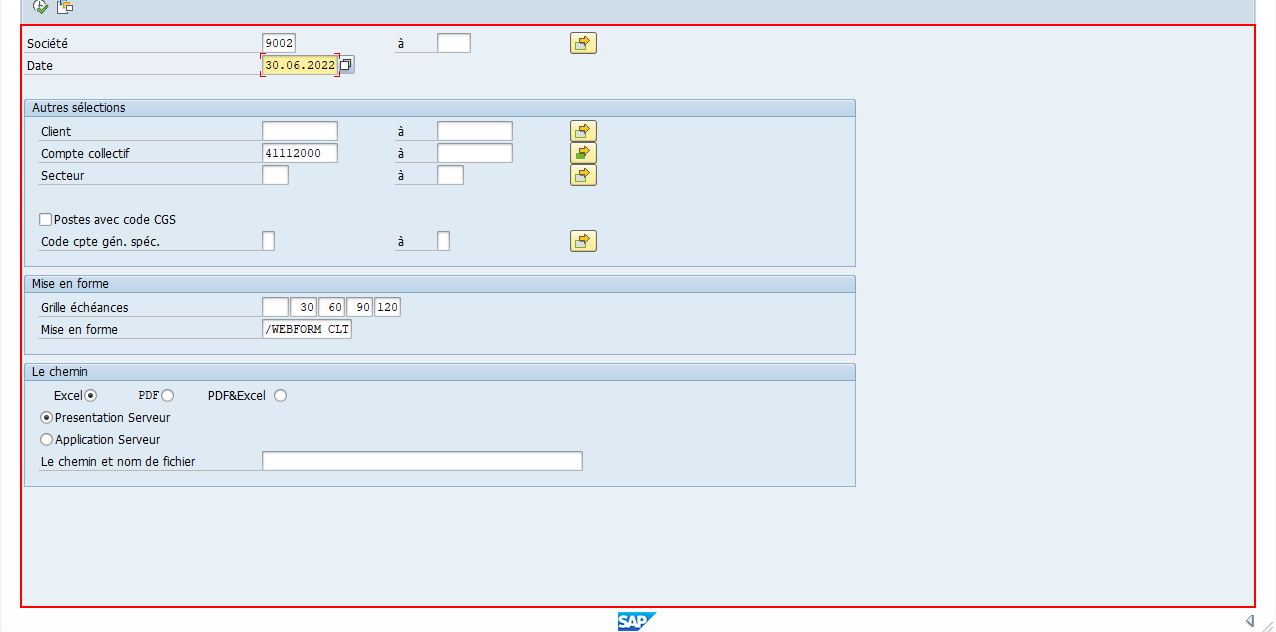 Société 9002 à
Date 30.06.2022
Autres sélections
Client à
Compte collectif 41112000 à
Secteur à
Postes avec code CGS
Code cpte gén. spéc. à
Mise en forme
Grille échéances 30 60 90 120
Mise en forme /WEBFORM CLT
Le chemin
Excel PDF PDF&Excel
Presentation Serveur
Application Serveur
Le chemin et nom de fichier
SAP